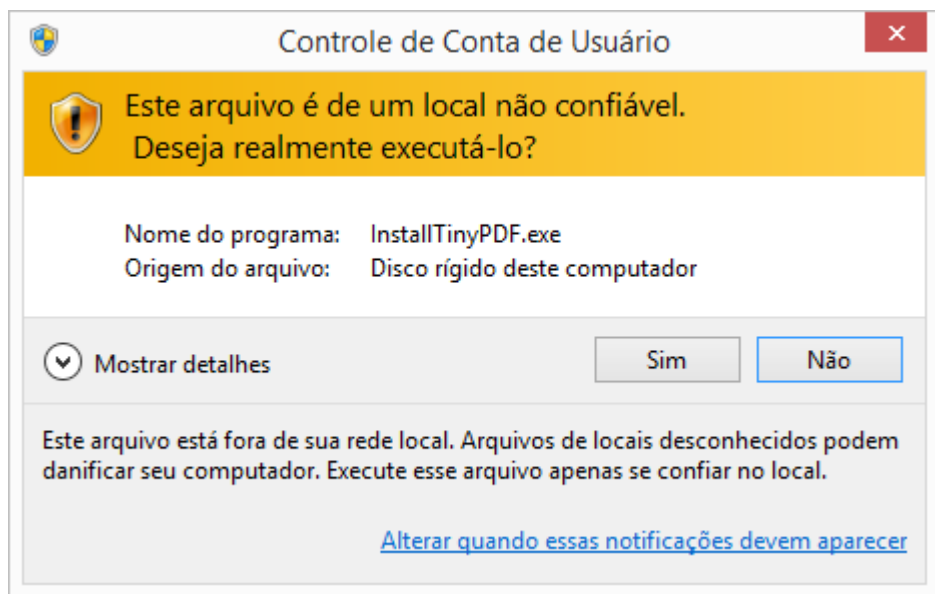 Controle de Conta de Usuário
Este arquivo é de um local não confiável.
Deseja realmente executá-lo?
Nome do programa: InstallTinyPDF.exe
Origem do arquivo: Disco rígido deste computador
Mostrar detalhes
Sim
Não
Este arquivo está fora de sua rede local. Arquivos de locais desconhecidos podem
danificar seu computador. Execute esse arquivo apenas se confiar no local.
Alterar quando essas notificações devem aparecer